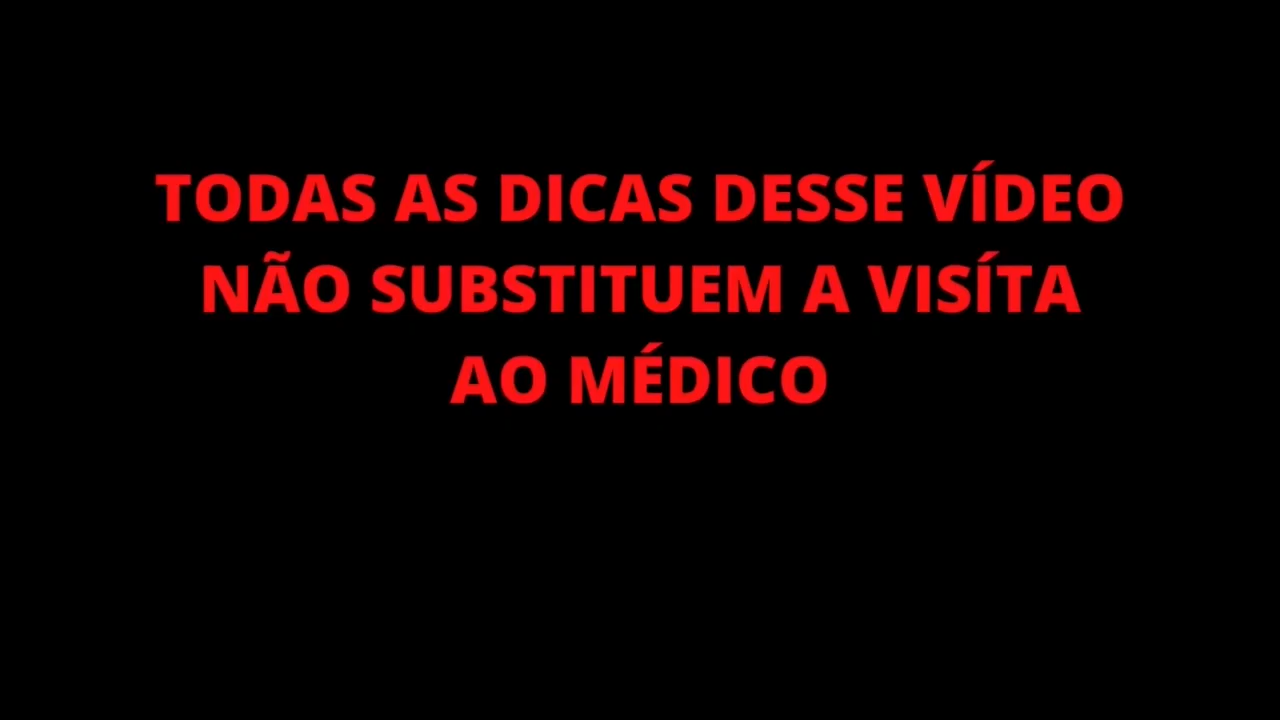 TODAS AS DICAS DESSE VÍDEO
NÃO SUBSTITUEM A VISÍTA
AO MÉDICO